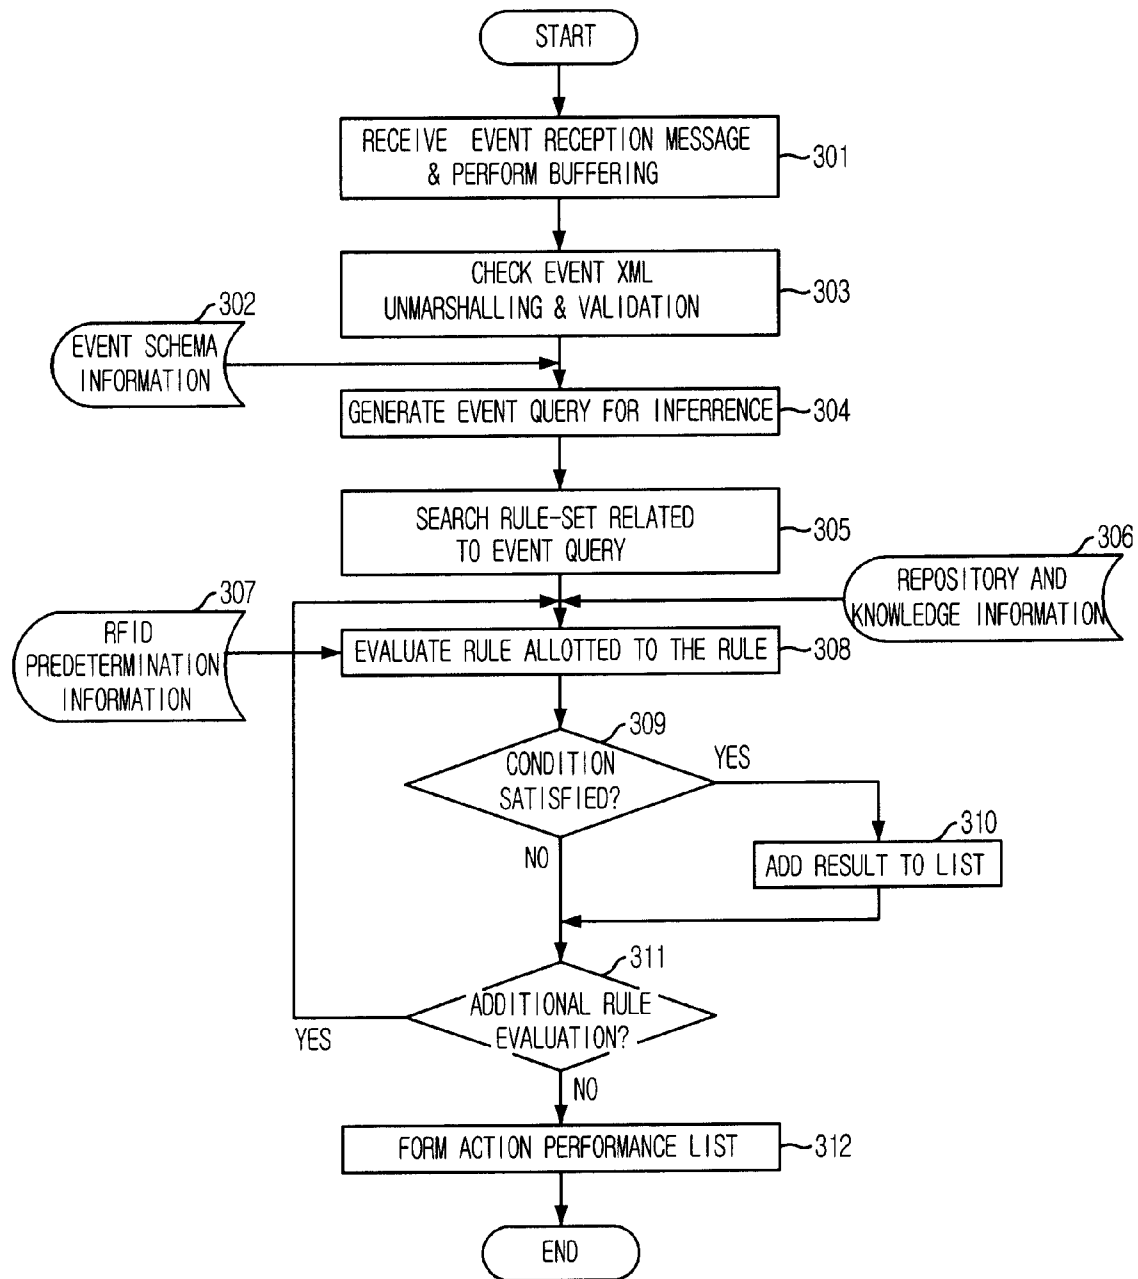 START
RECEIVE EVENT RECEPTION MESSAGE
& PERFORM BUFFERING
301
CHECK EVENT XML
UNMARSHALLING & VALIDATION
303
302
EVENT SCHEMA
INFORMATION
GENERATE EVENT QUERY FOR INFERRENCE
304
SEARCH RULE-SET RELATED
TO EVENT QUERY
305
306
REPOSITORY AND
KNOWLEDGE INFORMATION
307
RFID
PREDETERMINATION
INFORMATION
EVALUATE RULE ALLOTTED TO THE RULE
308
309
CONDITION
SATISFIED?
YES
NO
310
ADD RESULT TO LIST
311
ADDITIONAL RULE
EVALUATION?
YES
NO
FORM ACTION PERFORMANCE LIST
312
END